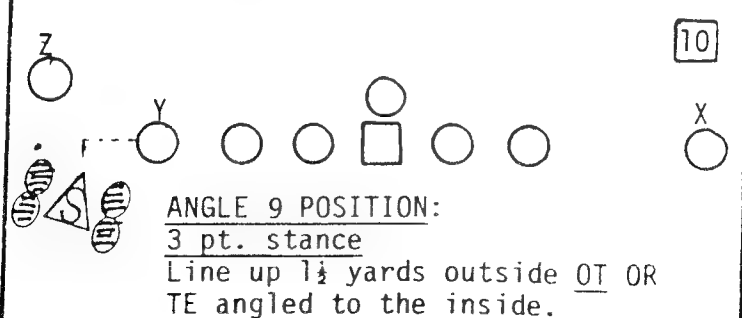 Z
10
Y
X
S
ANGLE 9 POSITION:
3 pt. stance
Line up 1½ yards outside OT OR
TE angled to the inside.